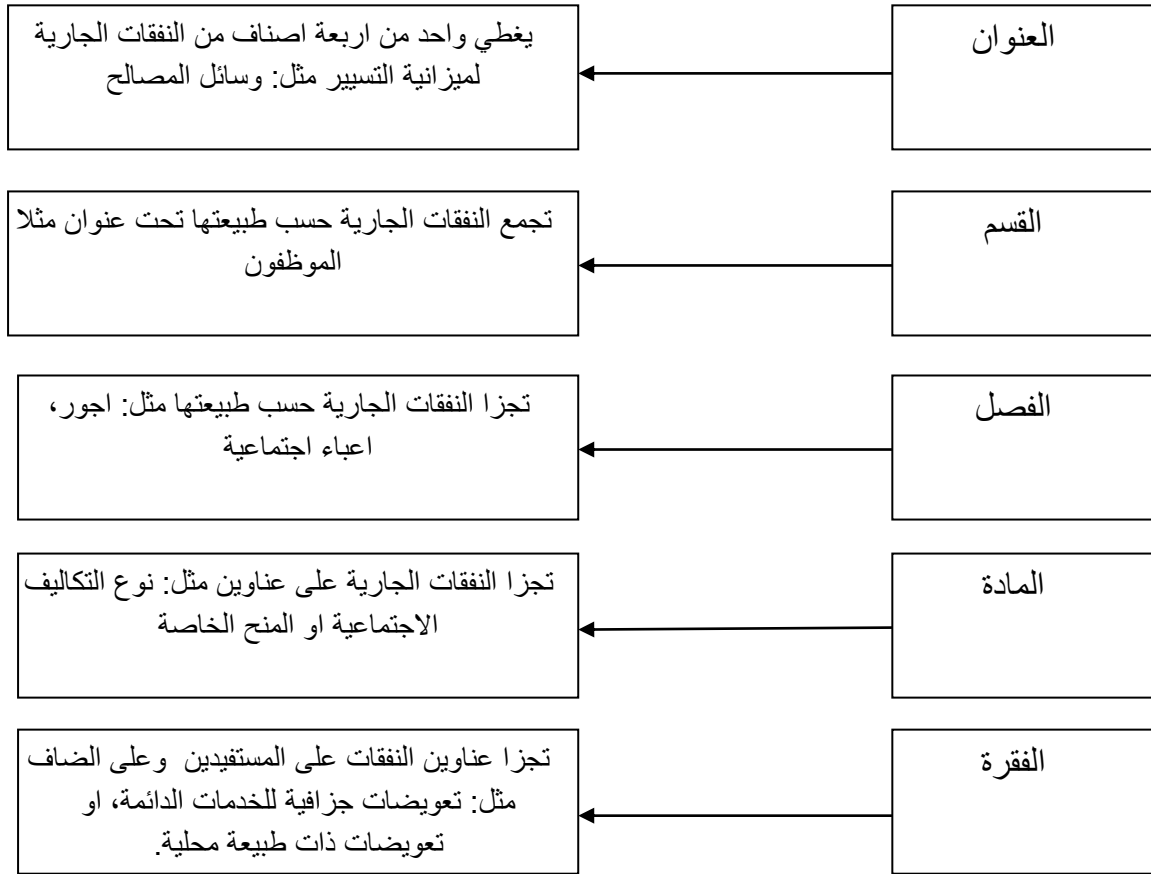 العنوان
يغطي واحد من اربعة اصناف من النفقات الجارية
لميزانية التسيير مثل: وسائل المصالح
القسم
تجمع النفقات الجارية حسب طبيعتها تحت عنوان مثلا
الموظفون
الفصل
تجزا النفقات الجارية حسب طبيعتها مثل: اجور،
اعباء اجتماعية
المادة
تجزا النفقات الجارية على عناوين مثل: نوع التكاليف
الاجتماعية او المنح الخاصة
الفقرة
تجزا عناوين النفقات على المستفيدين وعلى الضاف
مثل: تعويضات جزافية للخدمات الدائمة، او
تعويضات ذات طبيعة محلية.